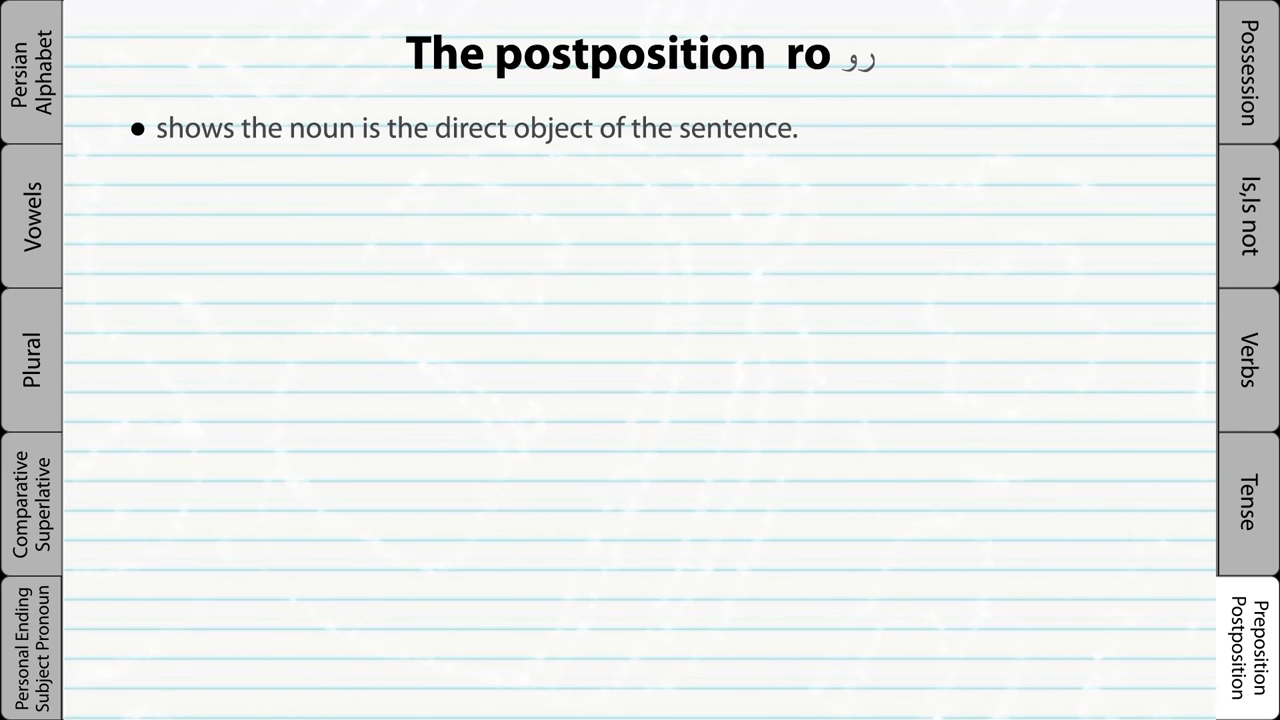 The postposition ro رو
● shows the noun is the direct object of the sentence.
Persian
Alphabet
Vowels
Plural
Comparative
Superlative
Personal Ending
Subject Pronoun
Possession
Is,Is not
Verbs
Tense
Preposition
Postposition